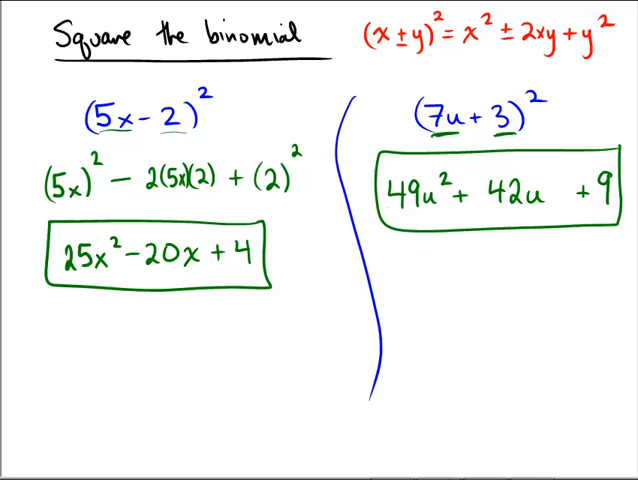 Square the binomial
(x ± y)² = x² ± 2xy + y²
(5x - 2)²
(5x)² - 2(5x)(2) + (2)²
25x² - 20x + 4
(7u + 3)²
49u² + 42u + 9